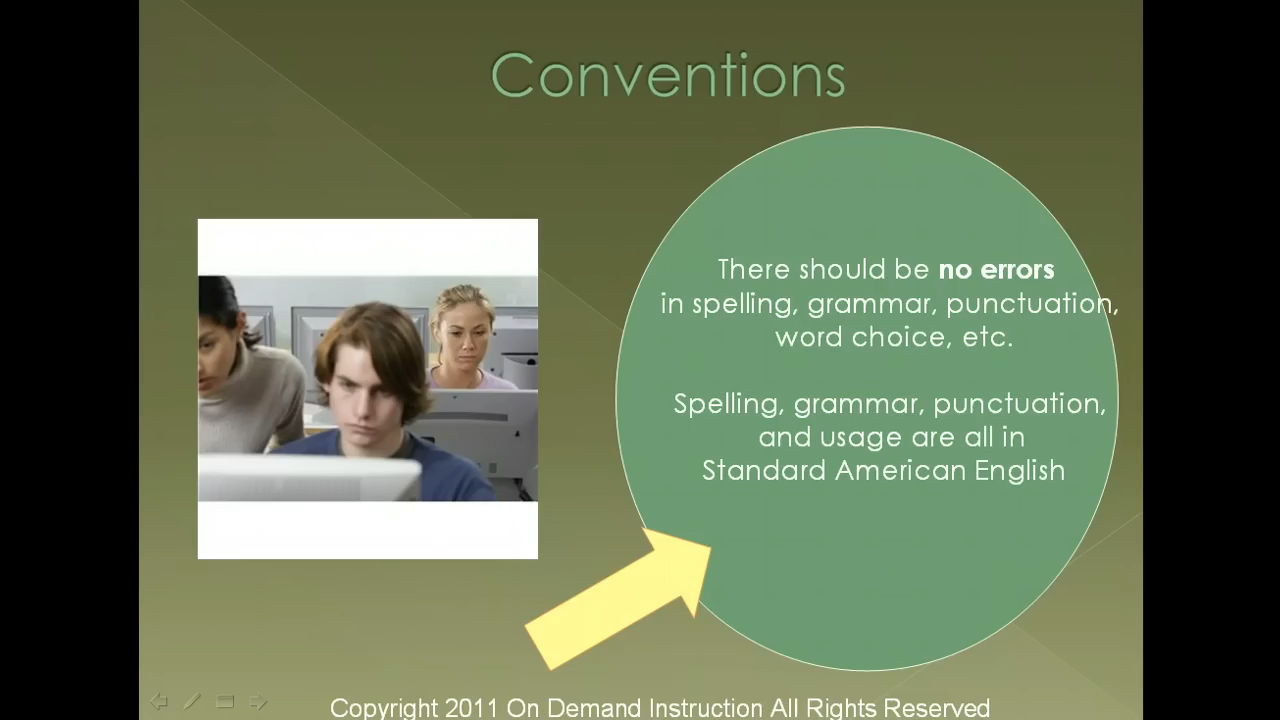 Conventions
There should be no errors
in spelling, grammar, punctuation,
word choice, etc.
Spelling, grammar, punctuation,
and usage are all in
Standard American English
Copyright 2011 On Demand Instruction All Rights Reserved